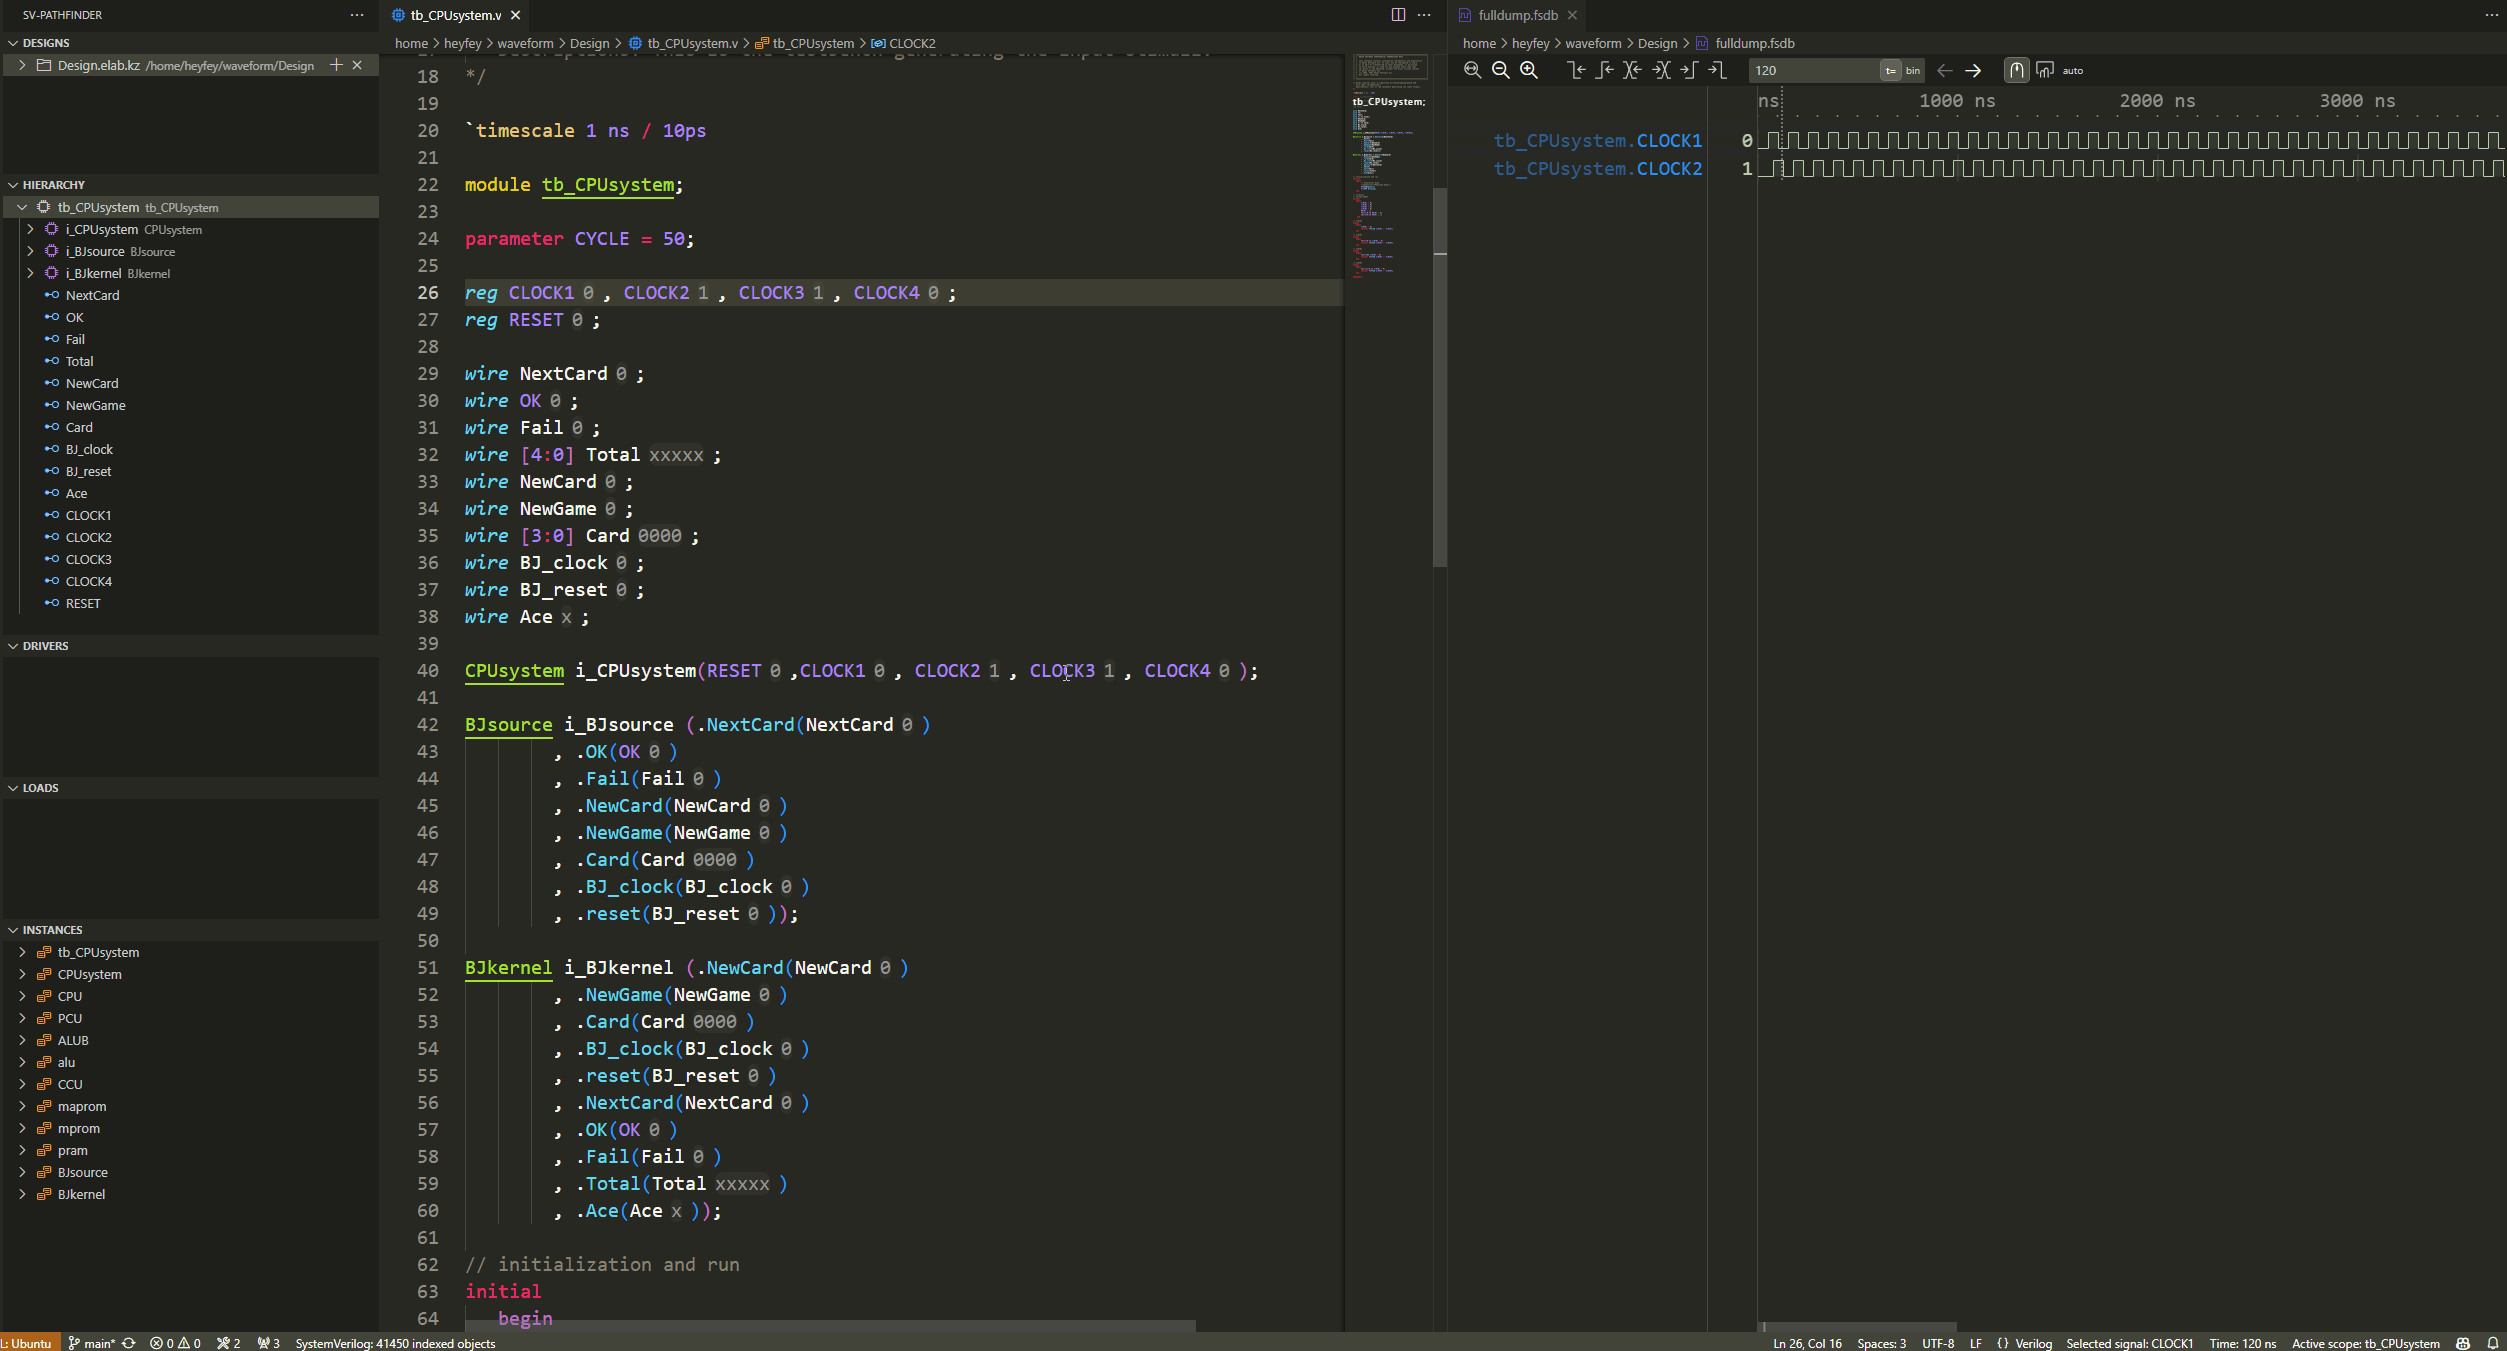 SV-PATHFINDER
DESIGNS
Design.elab.kz /home/heyfey/waveform/Design
HIERARCHY
tb_CPUsystem tb_CPUsystem
i_CPUsystem CPUsystem
i_BJsource BJsource
i_BJkernel BJkernel
NextCard
OK
Fail
Total
NewCard
NewGame
Card
BJ_clock
BJ_reset
Ace
CLOCK1
CLOCK2
CLOCK3
CLOCK4
RESET
DRIVERS
LOADS
INSTANCES
tb_CPUsystem
CPUsystem
CPU
PCU
ALUB
alu
CCU
maprom
mprom
pram
BJsource
BJkernel
tb_CPUsystem.v
home > heyfey > waveform > Design > tb_CPUsystem.v > tb_CPUsystem > CLOCK2
18 */
19
20 `timescale 1 ns / 10ps
21
22 module tb_CPUsystem;
23
24 parameter CYCLE = 50;
25
26 reg CLOCK1 0 , CLOCK2 1 , CLOCK3 1 , CLOCK4 0 ;
27 reg RESET 0 ;
28
29 wire NextCard 0 ;
30 wire OK 0 ;
31 wire Fail 0 ;
32 wire [4:0] Total xxxxx ;
33 wire NewCard 0 ;
34 wire NewGame 0 ;
35 wire [3:0] Card 0000 ;
36 wire BJ_clock 0 ;
37 wire BJ_reset 0 ;
38 wire Ace x ;
39
40 CPUsystem i_CPUsystem(RESET 0 ,CLOCK1 0 , CLOCK2 1 , CLOCK3 1 , CLOCK4 0 );
41
42 BJsource i_BJsource (.NextCard(NextCard 0 )
43 , .OK(OK 0 )
44 , .Fail(Fail 0 )
45 , .NewCard(NewCard 0 )
46 , .NewGame(NewGame 0 )
47 , .Card(Card 0000 )
48 , .BJ_clock(BJ_clock 0 )
49 , .reset(BJ_reset 0 ));
50
51 BJkernel i_BJkernel (.NewCard(NewCard 0 )
52 , .NewGame(NewGame 0 )
53 , .Card(Card 0000 )
54 , .BJ_clock(BJ_clock 0 )
55 , .reset(BJ_reset 0 )
56 , .NextCard(NextCard 0 )
57 , .OK(OK 0 )
58 , .Fail(Fail 0 )
59 , .Total(Total xxxxx )
60 , .Ace(Ace x ));
61
62 // initialization and run
63 initial
64 begin
tb_CPUsystem;
fulldump.fsdb
home > heyfey > waveform > Design > fulldump.fsdb
120 t= bin auto
ns 1000 ns 2000 ns 3000 ns
tb_CPUsystem.CLOCK1 0
tb_CPUsystem.CLOCK2 1
L: Ubuntu main* 0 0 2 3 SystemVerilog: 41450 indexed objects
Ln 26, Col 16 Spaces: 3 UTF-8 LF {} Verilog Selected signal: CLOCK1 Time: 120 ns Active scope: tb_CPUsystem